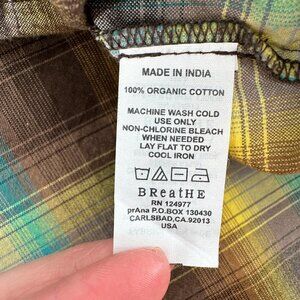 MADE IN INDIA
100% ORGANIC COTTON
MACHINE WASH COLD
USE ONLY
NON-CHLORINE BLEACH
WHEN NEEDED
LAY FLAT TO DRY
COOL IRON
BReatHE
RN 124977
prAna P.O.BOX 130430
CARLSBAD,CA.92013
USA